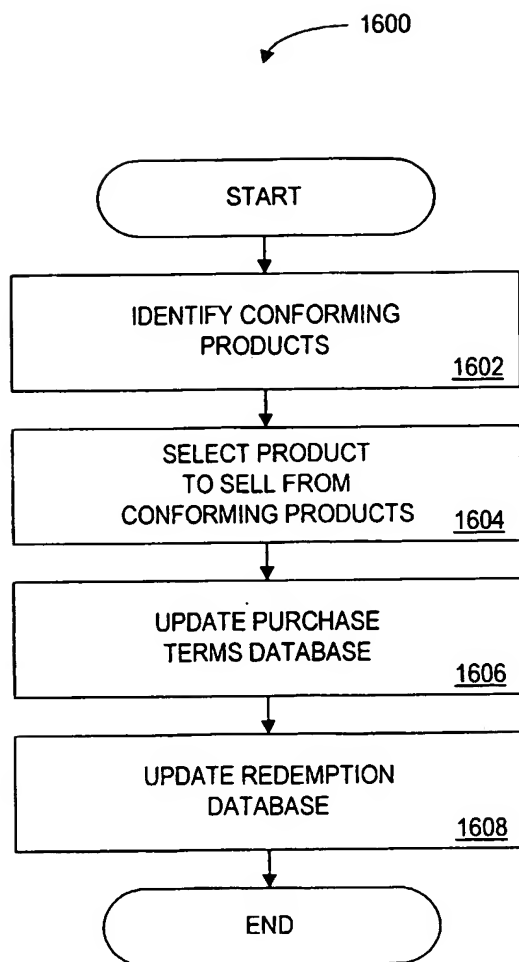 1600
START
IDENTIFY CONFORMING
PRODUCTS
1602
SELECT PRODUCT
TO SELL FROM
CONFORMING PRODUCTS
1604
UPDATE PURCHASE
TERMS DATABASE
1606
UPDATE REDEMPTION
DATABASE
1608
END